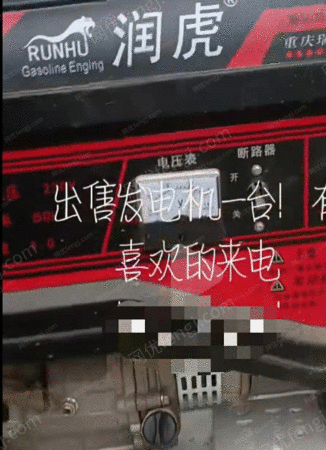 RUNHU
Gasoline Enging
润虎®
重庆瑞
电压表
断路器
开
关
出售发电机一台！有
喜欢的来电